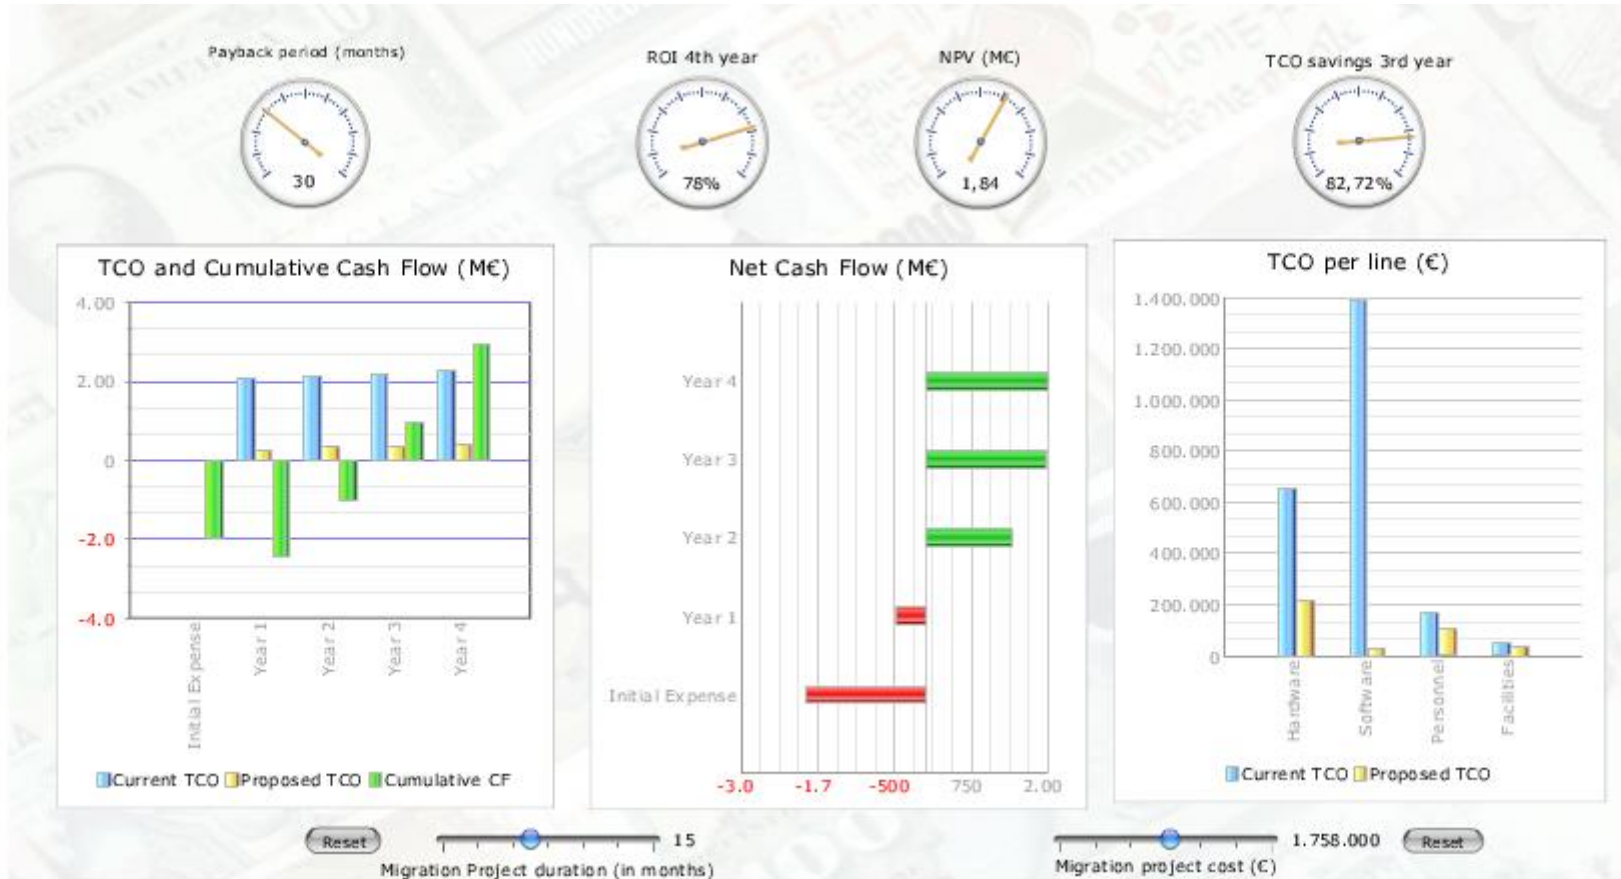 Payback period (months)
ROI 4th year
NPV (M€)
TCO savings 3rd year
30
78%
1,84
82,72%
TCO and Cumulative Cash Flow (M€)
4.00
2.00
0
-2.0
-4.0
Initial Expense
Year 1
Year 2
Year 3
Year 4
Current TCO
Proposed TCO
Cumulative CF
Net Cash Flow (M€)
Year 4
Year 3
Year 2
Year 1
Initial Expense
-3.0
-1.7
-500
750
2.00
TCO per line (€)
1.400.000
1.200.000
1.000.000
800.000
600.000
400.000
200.000
0
Hardware
Software
Personnel
Facilities
Current TCO
Proposed TCO
Reset
15
Migration Project duration (in months)
1.758.000
Reset
Migration project cost (€)